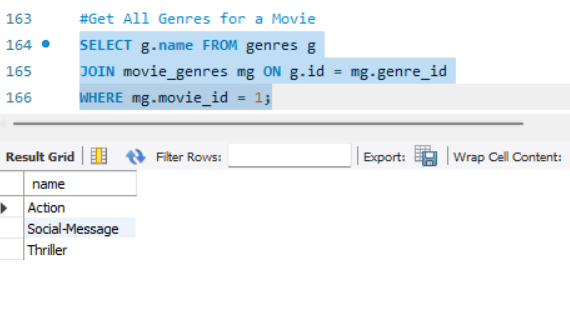 163 #Get All Genres for a Movie
164 SELECT g.name FROM genres g
165 JOIN movie_genres mg ON g.id = mg.genre_id
166 WHERE mg.movie_id = 1;
Result Grid Filter Rows: Export: Wrap Cell Content:
name
Action
Social-Message
Thriller